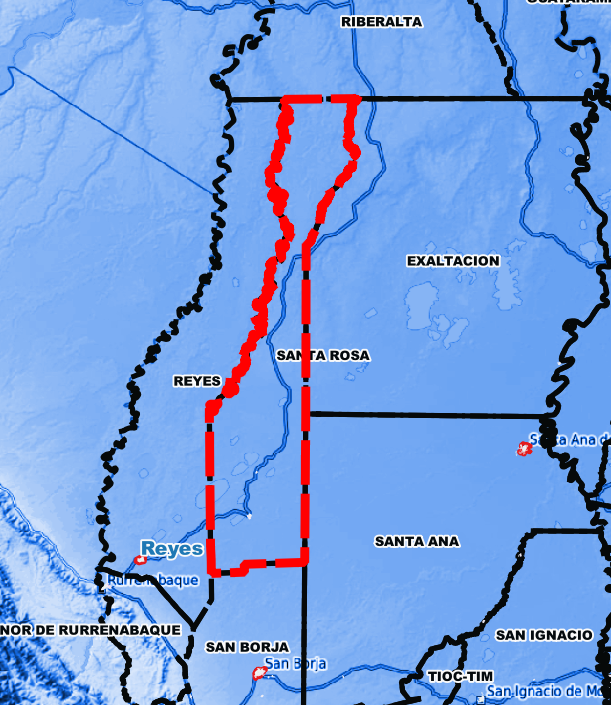 GUAYARAM
RIBERALTA
EXALTACION
SANTA ROSA
REYES
Santa Ana d
SANTA ANA
Reyes
Rurrenabaque
NOR DE RURRENABAQUE
SAN IGNACIO
SAN BORJA
San Borja
TIOC-TIM
San Ignacio de Mo